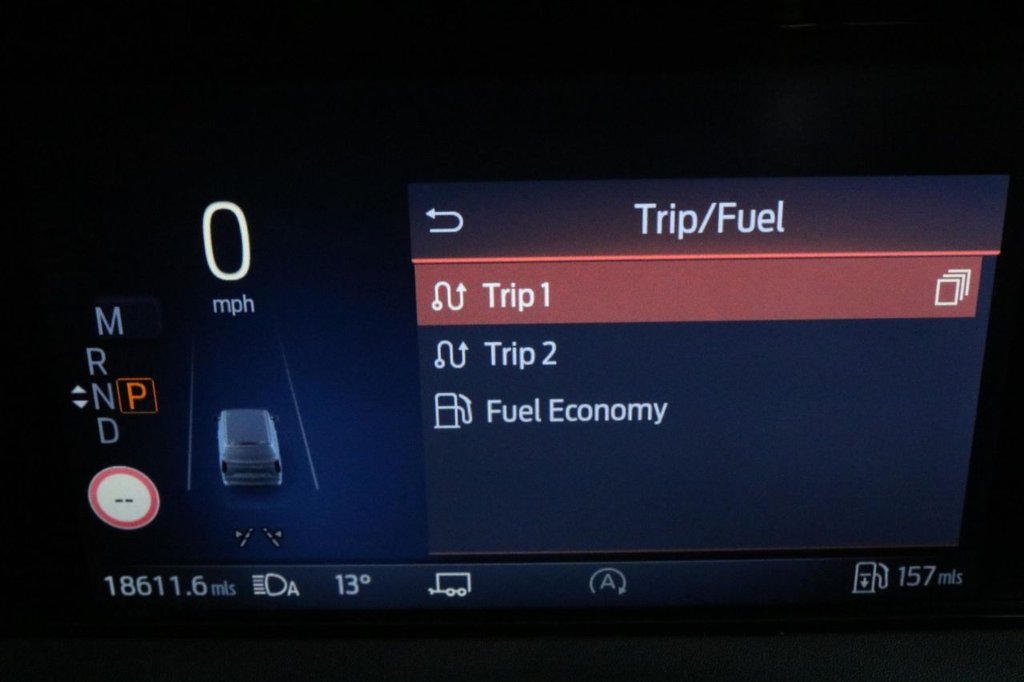 0
mph
M
R
N P
D
--
Trip/Fuel
Trip 1
Trip 2
Fuel Economy
18611.6 mls A 13° A 157 mls